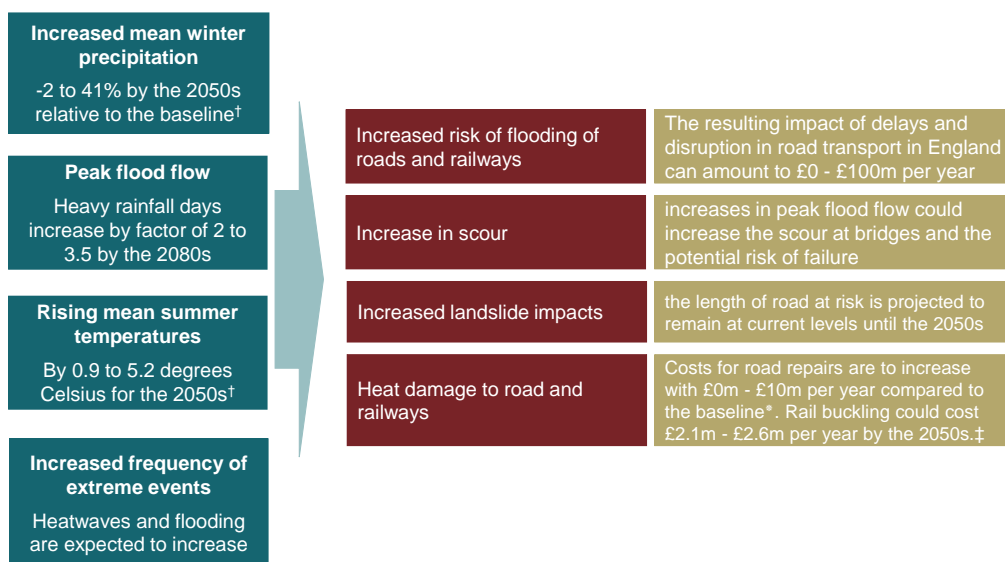 Increased mean winter
precipitation
-2 to 41% by the 2050s
relative to the baseline†
Peak flood flow
Heavy rainfall days
increase by factor of 2 to
3.5 by the 2080s
Rising mean summer
temperatures
By 0.9 to 5.2 degrees
Celsius for the 2050s†
Increased frequency of
extreme events
Heatwaves and flooding
are expected to increase
Increased risk of flooding of
roads and railways
The resulting impact of delays and
disruption in road transport in England
can amount to £0 - £100m per year
Increase in scour
increases in peak flood flow could
increase the scour at bridges and the
potential risk of failure
Increased landslide impacts
the length of road at risk is projected to
remain at current levels until the 2050s
Heat damage to road and
railways
Costs for road repairs are to increase
with £0m - £10m per year compared to
the baseline*. Rail buckling could cost
£2.1m - £2.6m per year by the 2050s.‡